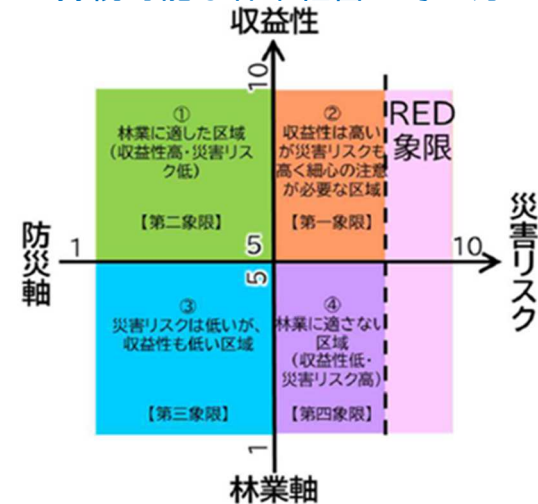 収益性
10
①
林業に適した区域
（収益性高・災害リス
ク低）
【第二象限】
②
収益性は高い
が災害リスクも
高く細心の注意
が必要な区域
【第一象限】
RED
象限
防災軸
1
5
5
10
災害リスク
③
災害リスクは低いが、
収益性も低い区域
【第三象限】
④
林業に適さない
区域
（収益性低・
災害リスク高）
【第四象限】
1
林業軸